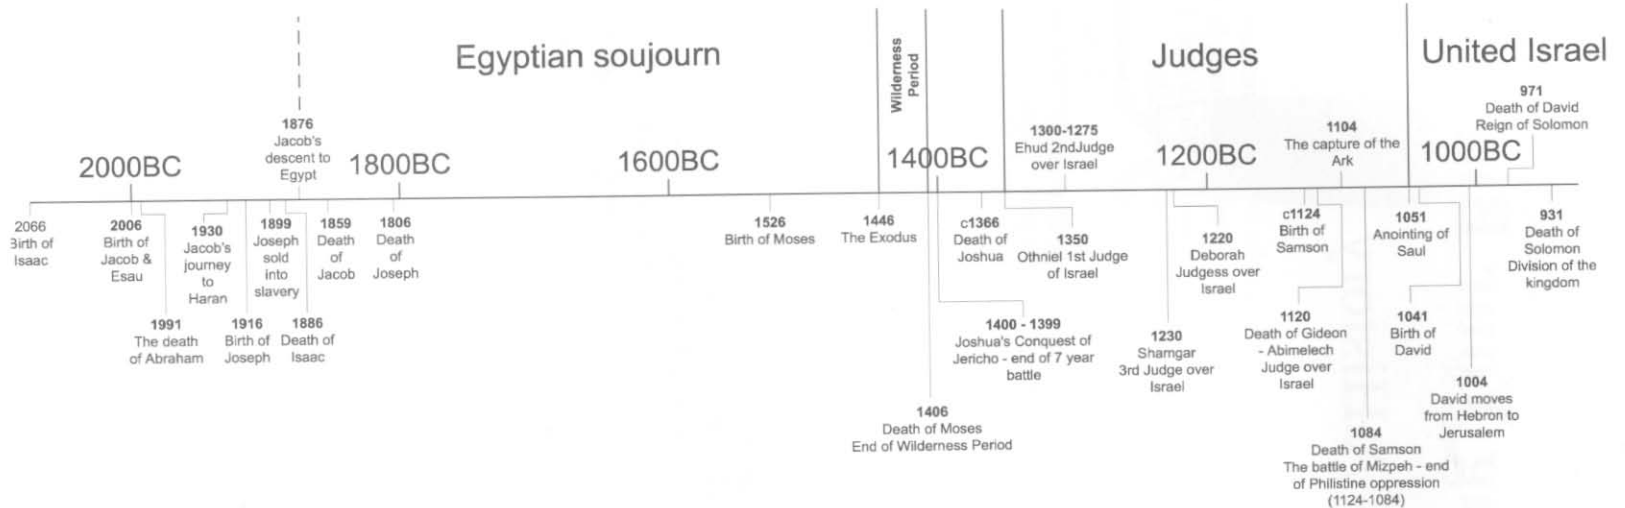 Egyptian soujourn
Wilderness
Period
Judges
United Israel
2000BC
1876
Jacob's
descent to
Egypt
1800BC
1600BC
1400BC
1300-1275
Ehud 2ndJudge
over Israel
1200BC
1104
The capture of the
Ark
1000BC
971
Death of David
Reign of Solomon
2066
Birth of
Isaac
2006
Birth of
Jacob &
Esau
1991
The death
of Abraham
1930
Jacob's
journey
to
Haran
1916
Birth of
Joseph
1899
Joseph
sold
into
slavery
1886
Death of
Isaac
1859
Death
of
Jacob
1806
Death
of
Joseph
1526
Birth of Moses
1446
The Exodus
1406
Death of Moses
End of Wilderness Period
c1366
Death of
Joshua
1400 - 1399
Joshua's Conquest of
Jericho - end of 7 year
battle
1350
Othniel 1st Judge
of Israel
1230
Shamgar
3rd Judge over
Israel
1220
Deborah
Judgess over
Israel
c1124
Birth of
Samson
1120
Death of Gideon
- Abimelech
Judge over
Israel
1084
Death of Samson
The battle of Mizpeh - end
of Philistine oppression
(1124-1084)
1051
Anointing of
Saul
1041
Birth of
David
1004
David moves
from Hebron to
Jerusalem
931
Death of
Solomon
Division of the
kingdom